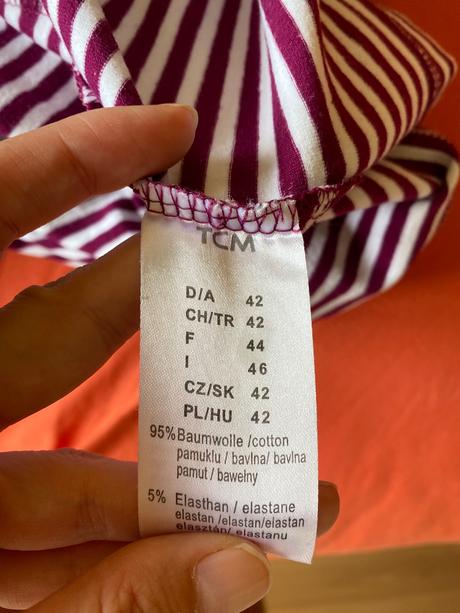 TCM
D/A 42
CH/TR 42
F 44
I 46
CZ/SK 42
PL/HU 42
95%Baumwolle /cotton
pamuklu / bavlna/ bavlna
pamut / bawełny
5% Elasthan / elastane
elastan /elastan/elastan
elasztán/ elastanu